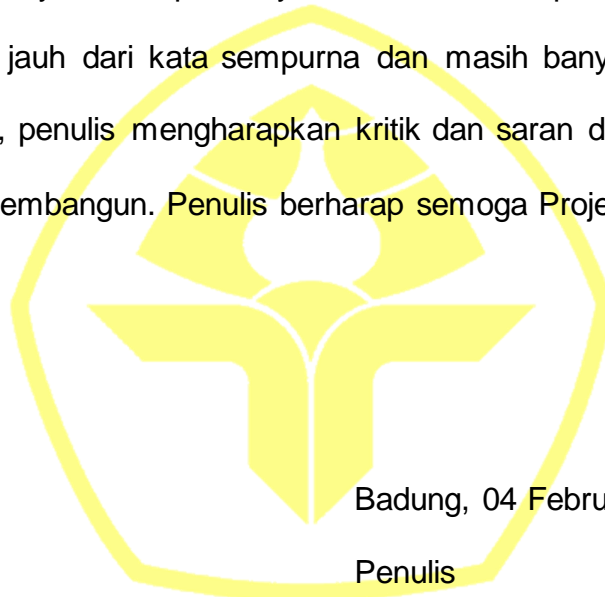 jauh dari kata sempurna dan masih bany
, penulis mengharapkan kritik dan saran d
embangun. Penulis berharap semoga Proje
Badung, 04 Febru
Penulis